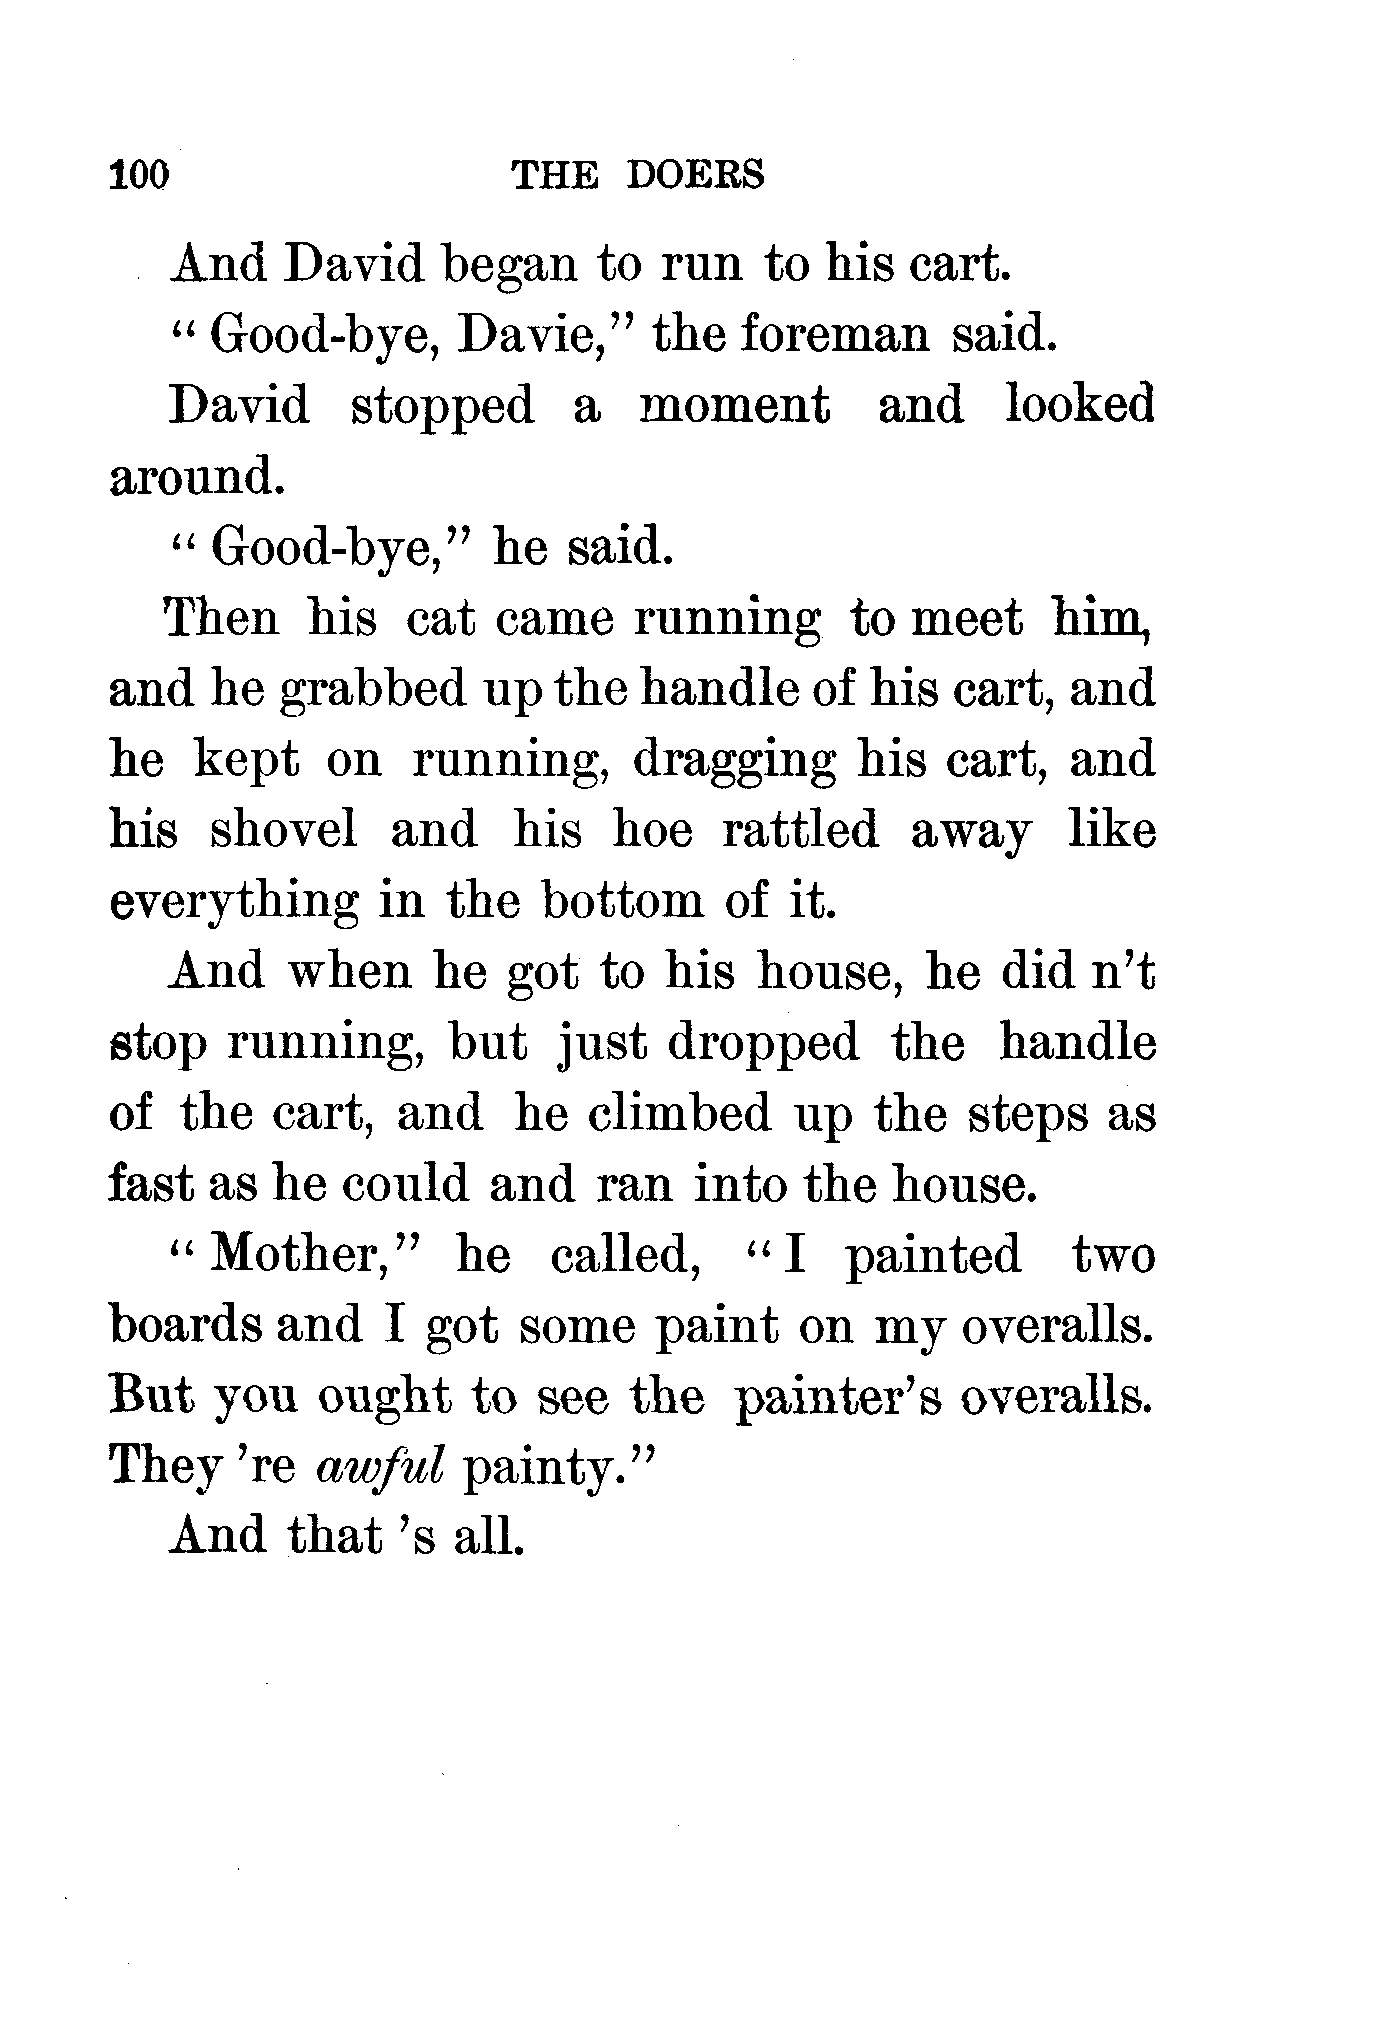 100 THE DOERS
And David began to run to his cart.
“ Good-bye, Davie,” the foreman said.
David stopped a moment and looked
around.
“ Good-bye,” he said.
Then his cat came running to meet him,
and he grabbed up the handle of his cart, and
he kept on running, dragging his cart, and
his shovel and his hoe rattled away like
everything in the bottom of it.
And when he got to his house, he did n’t
stop running, but just dropped the handle
of the cart, and he climbed up the steps as
fast as he could and ran into the house.
“ Mother,” he called, “ I painted two
boards and I got some paint on my overalls.
But you ought to see the painter’s overalls.
They ’re awful painty.”
And that ’s all.